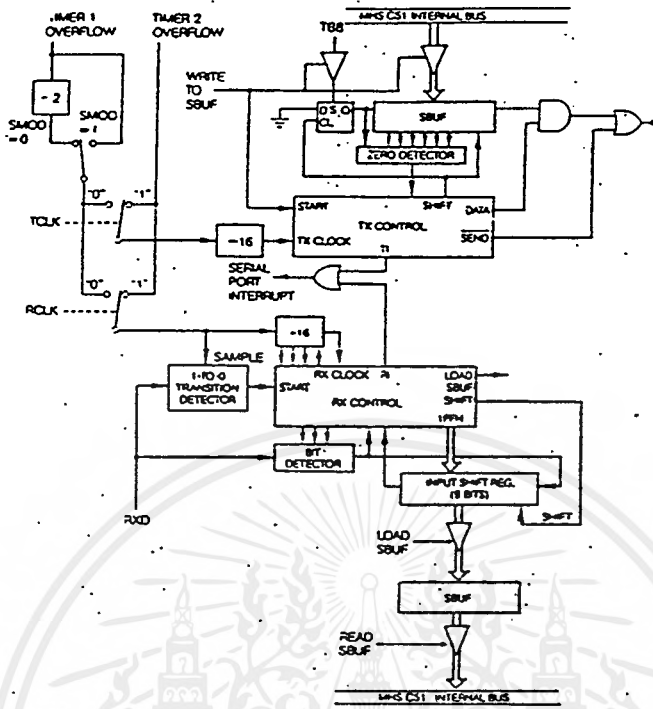 TIMER 1
OVERFLOW
TIMER 2
OVERFLOW
TB8
MHS C51 INTERNAL BUS
WRITE
TO
SBUF
÷2
SMOD
=0
SMOD
=1
D S Q
CL
SBUF
ZERO DETECTOR
"0"
"1"
TCLK
÷16
START
SHIFT
DATA
TX CONTROL
TX CLOCK
TI
SEND
SERIAL
PORT
INTERRUPT
"0"
"1"
RCLK
÷16
SAMPLE
1-TO-0
TRANSITION
DETECTOR
START
RX CLOCK
RI
LOAD
SBUF
RX CONTROL
SHIFT
1FFH
BIT
DETECTOR
INPUT SHIFT REG.
(9 BITS)
RXD
SHIFT
LOAD
SBUF
SBUF
READ
SBUF
MHS C51 INTERNAL BUS